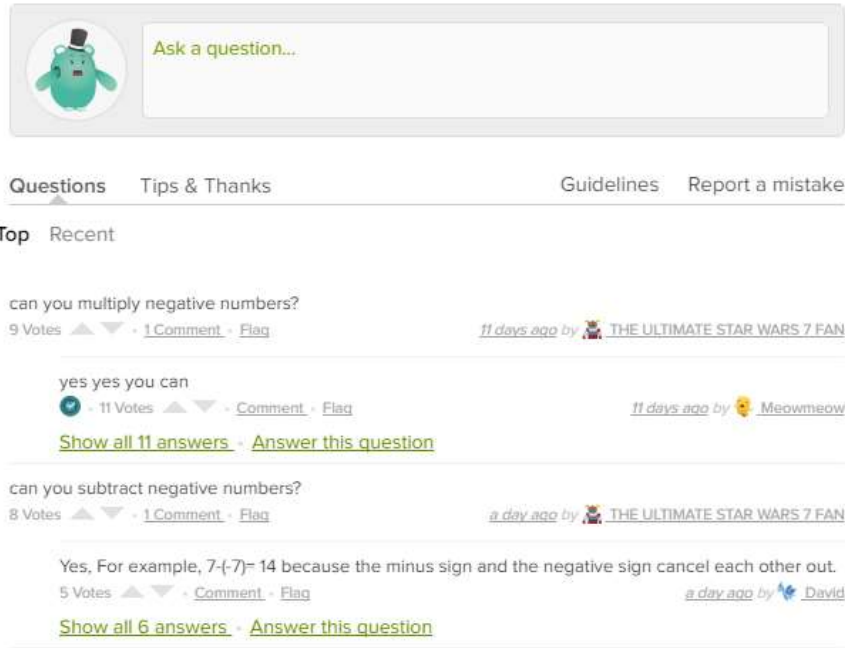 Ask a question...
Questions Tips & Thanks Guidelines Report a mistake
Top Recent
can you multiply negative numbers?
9 Votes • 1 Comment • Flag 11 days ago by THE ULTIMATE STAR WARS 7 FAN
yes yes you can
• 11 Votes • Comment • Flag 11 days ago by Meowmeow
Show all 11 answers • Answer this question
can you subtract negative numbers?
8 Votes • 1 Comment • Flag a day ago by THE ULTIMATE STAR WARS 7 FAN
Yes, For example, 7-(-7)= 14 because the minus sign and the negative sign cancel each other out.
5 Votes • Comment • Flag a day ago by David
Show all 6 answers • Answer this question